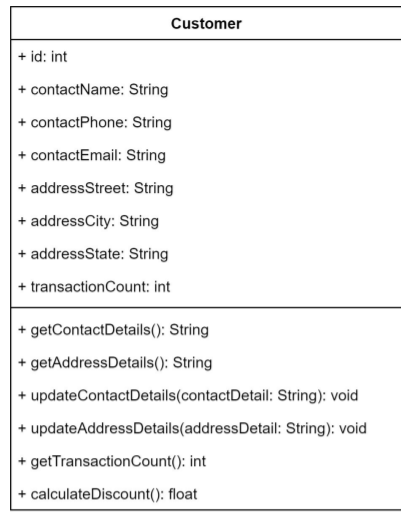 Customer
+ id: int
+ contactName: String
+ contactPhone: String
+ contactEmail: String
+ addressStreet: String
+ addressCity: String
+ addressState: String
+ transactionCount: int
+ getContactDetails(): String
+ getAddressDetails(): String
+ updateContactDetails(contactDetail: String): void
+ updateAddressDetails(addressDetail: String): void
+ getTransactionCount(): int
+ calculateDiscount(): float